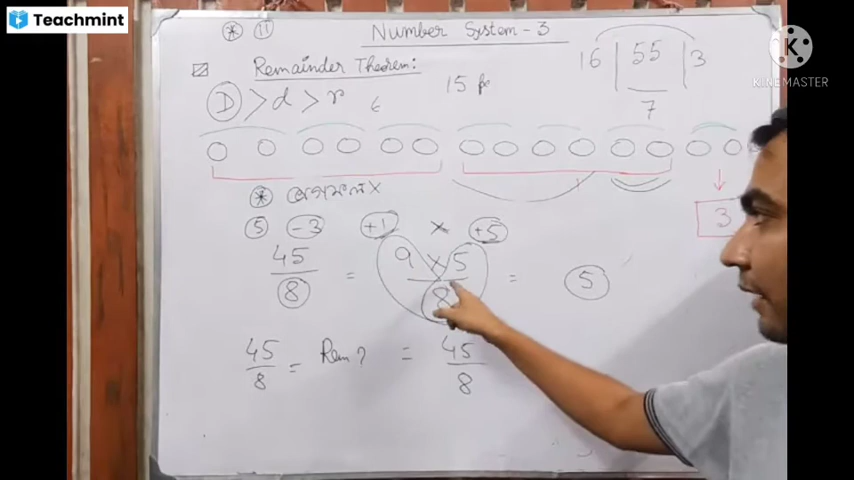 Teachmint
* 11 Number System - 3
K
KINEMASTER
Remainder Theorem:
15
16 | 55 | 3
7
D > d > r
3
* গুণফল X
5 -3 +1 × +5
45/8 = 9 × 5/8 = 5
45/8 = Rem? = 45/8